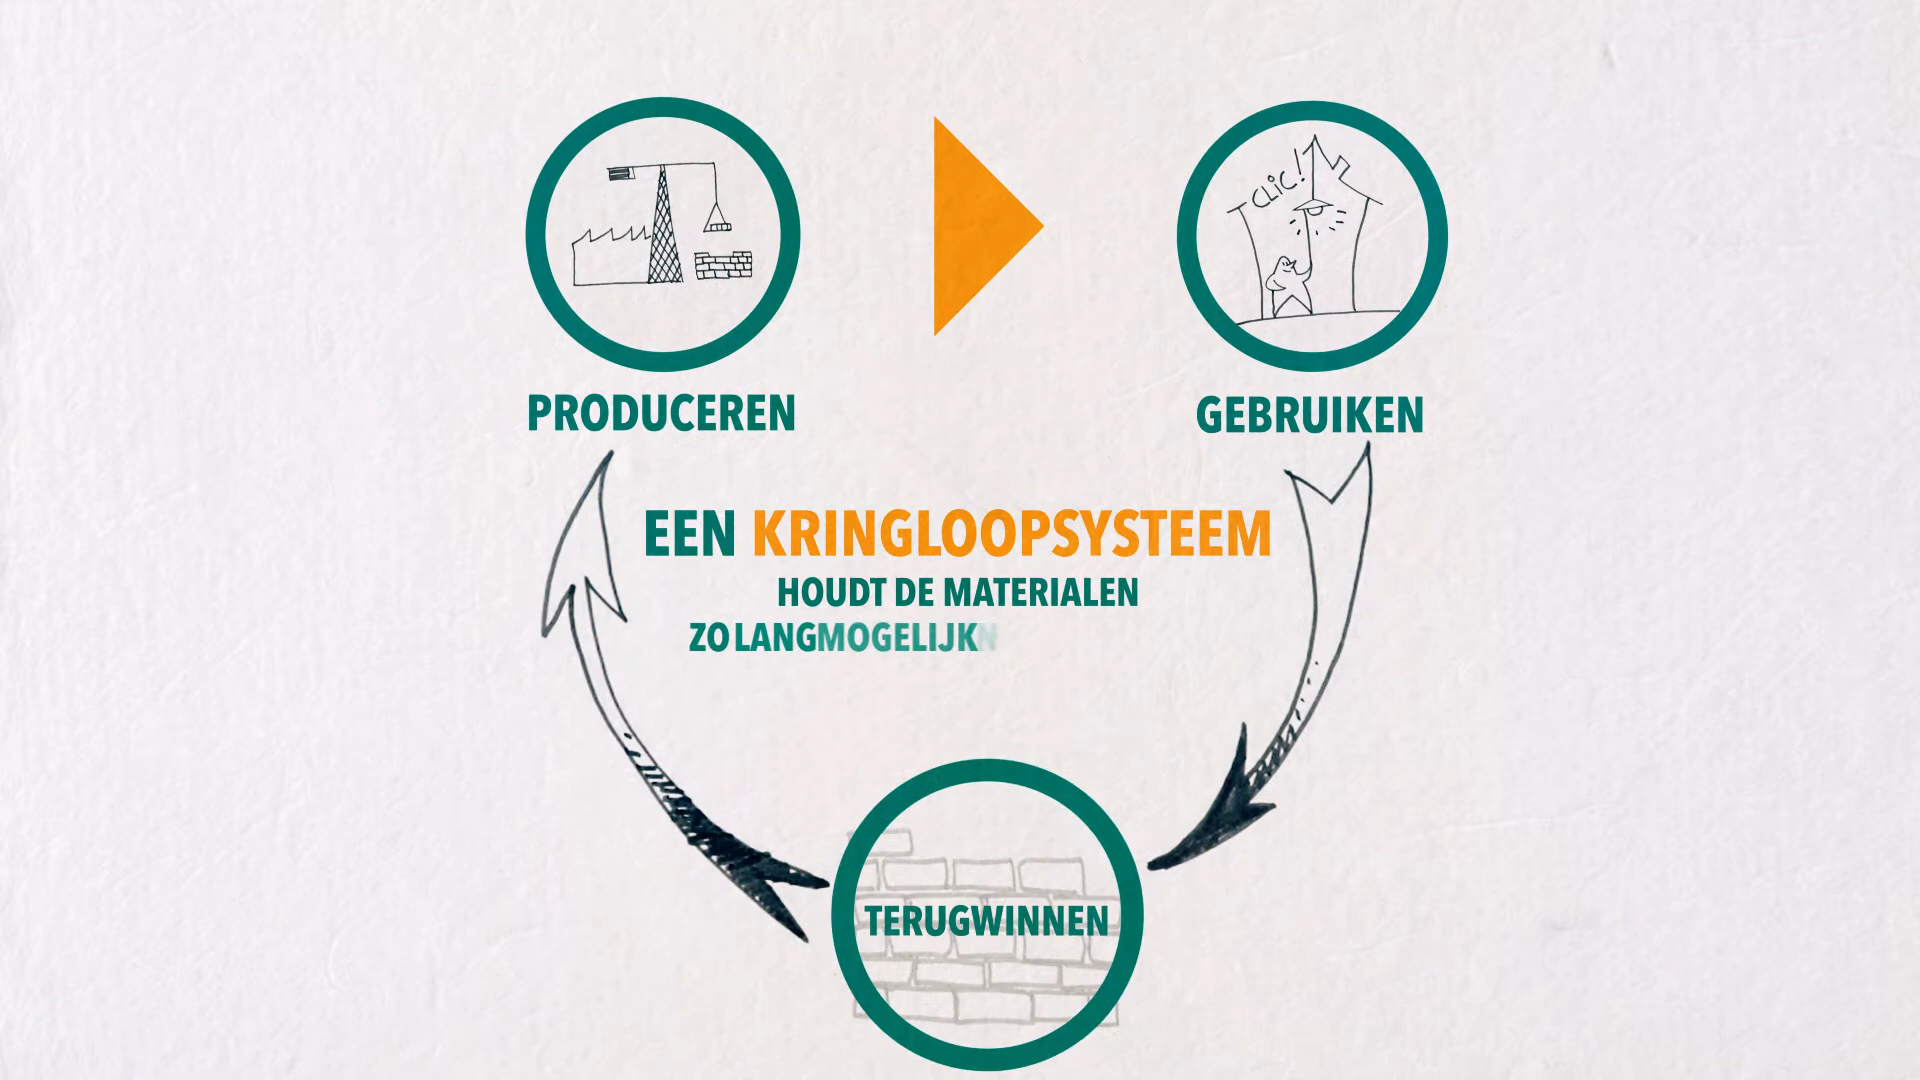 CLIC!
PRODUCEREN
GEBRUIKEN
EEN KRINGLOOPSYSTEEM
HOUDT DE MATERIALEN
ZO LANG MOGELIJK
TERUGWINNEN